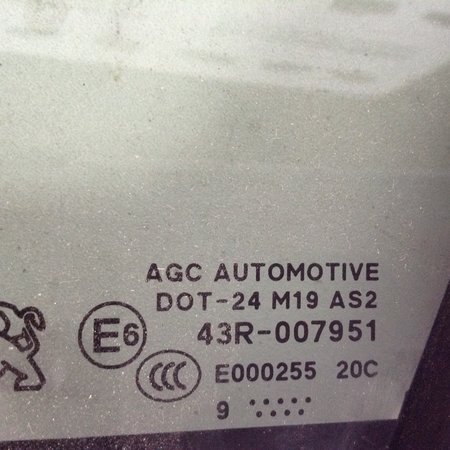 AGC AUTOMOTIVE
DOT-24 M19 AS2
E6 43R-007951
CCC E000255 20C
9 .........